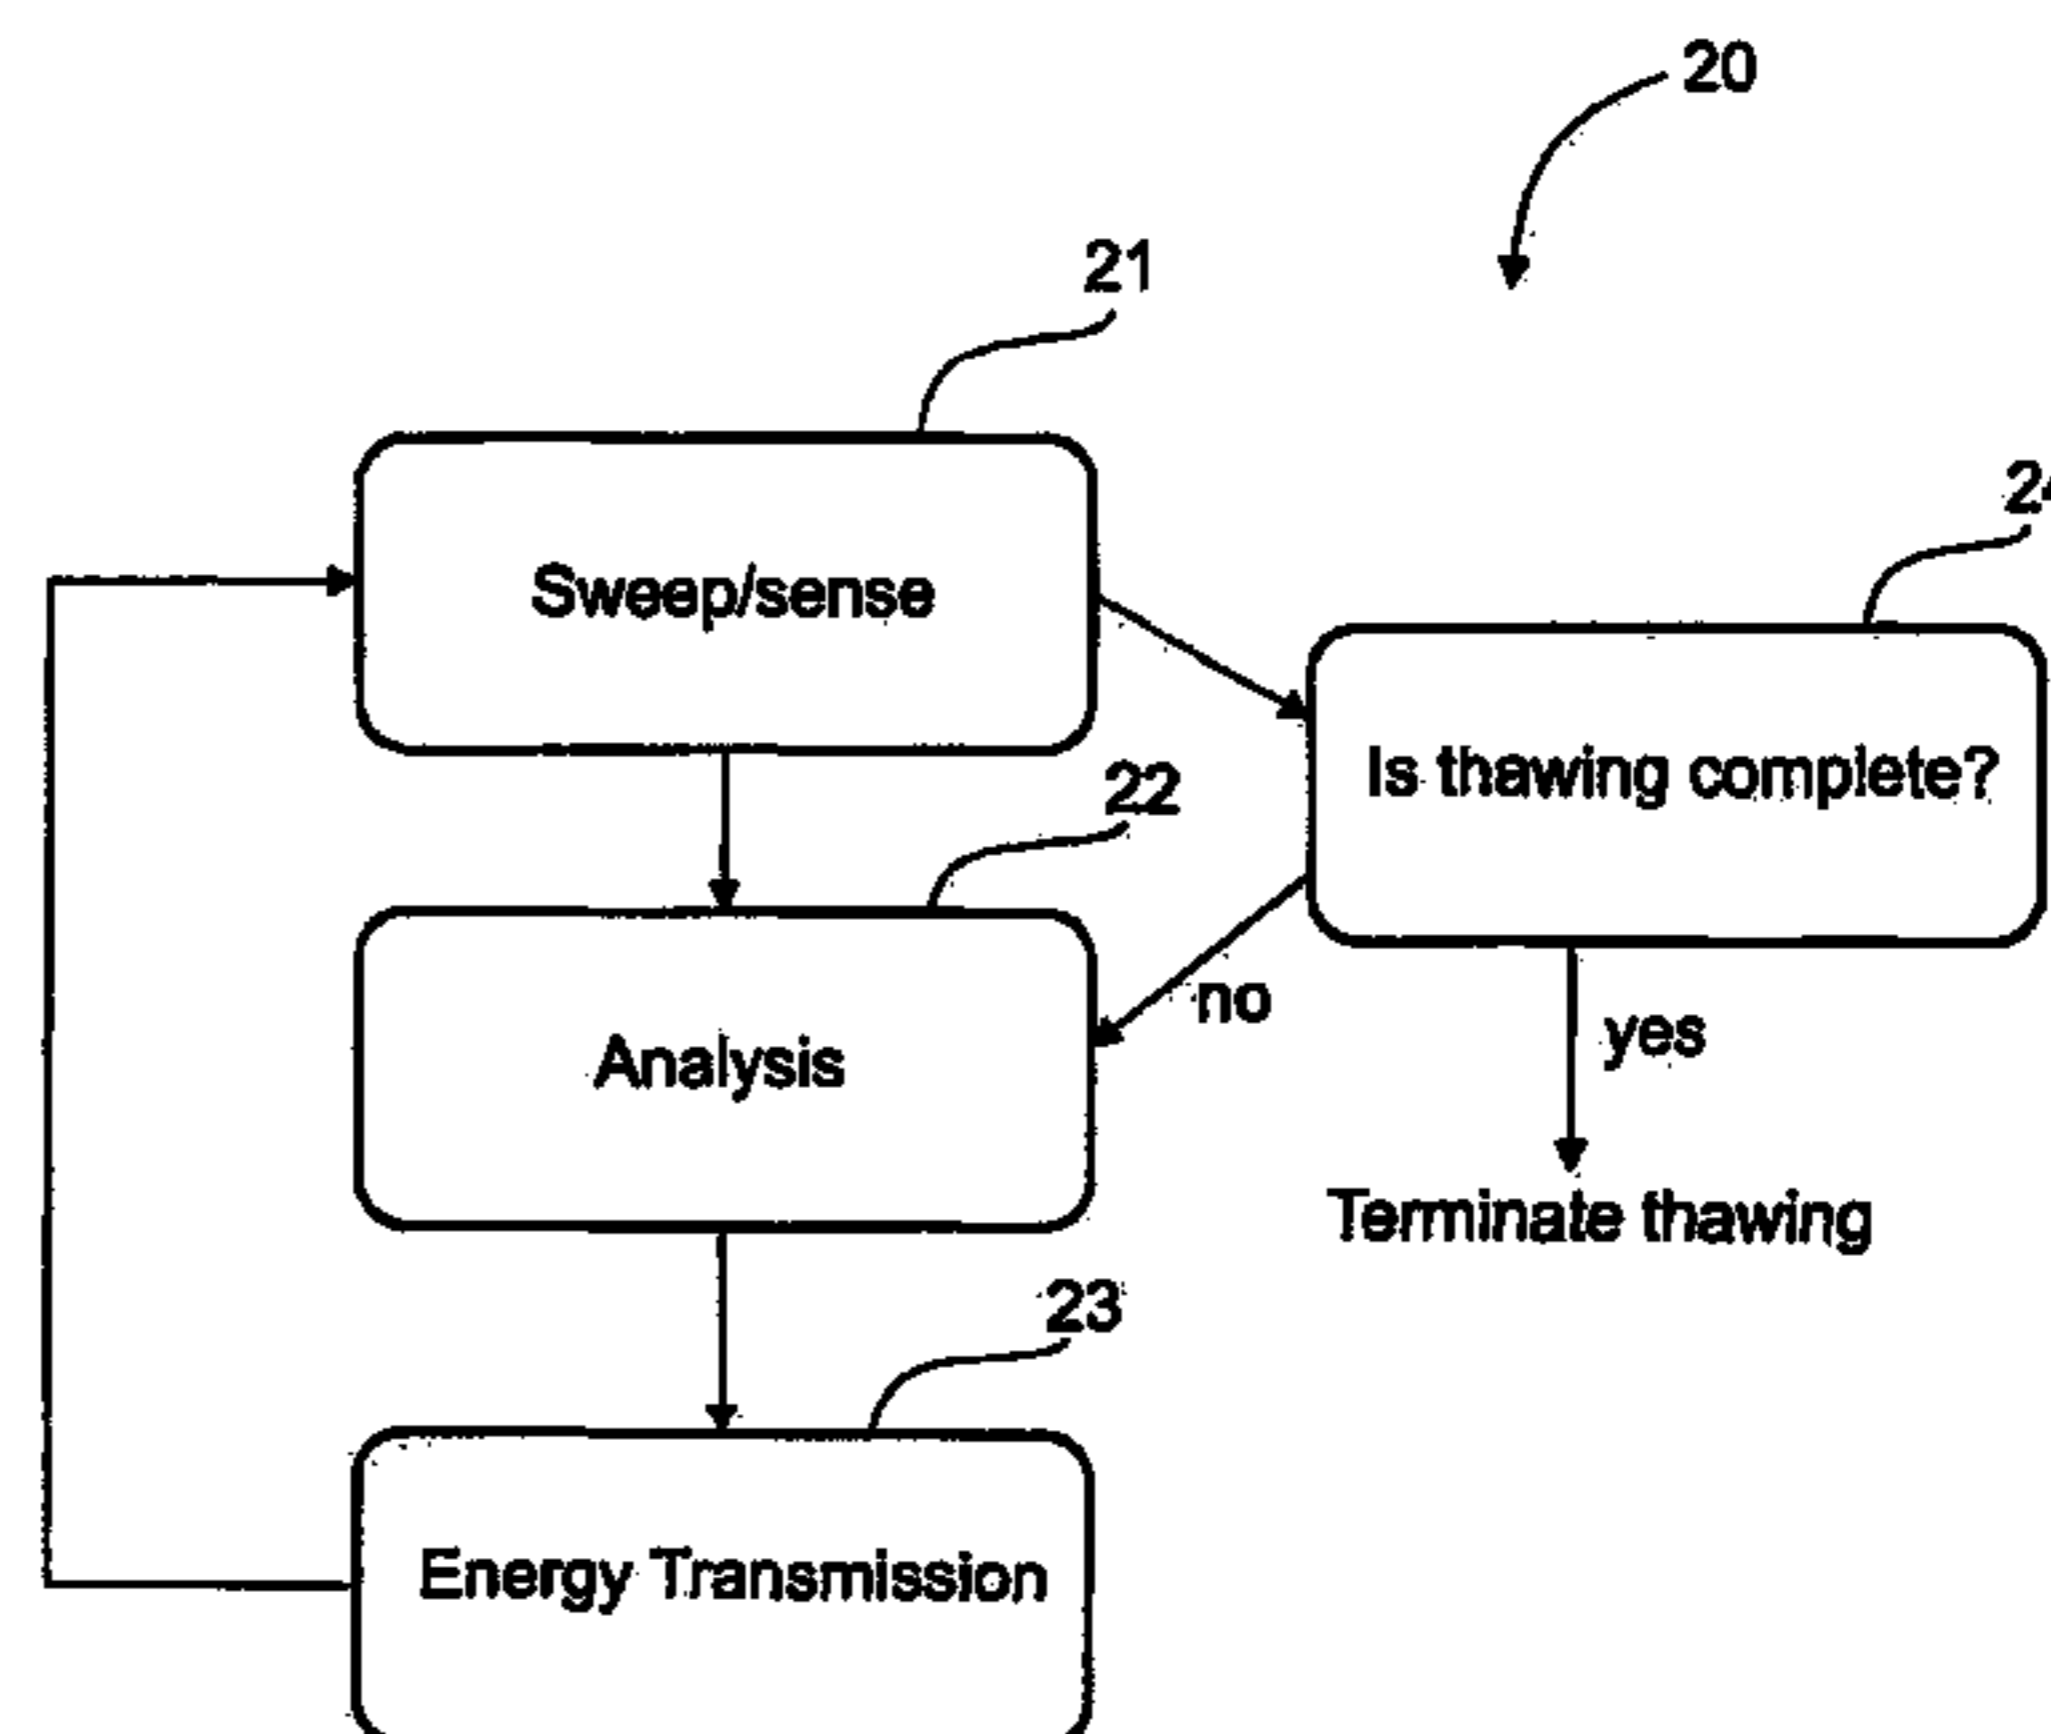 20
21
Sweep/sense
Is thawing complete?
22
no
yes
Analysis
Terminate thawing
23
Energy Transmission